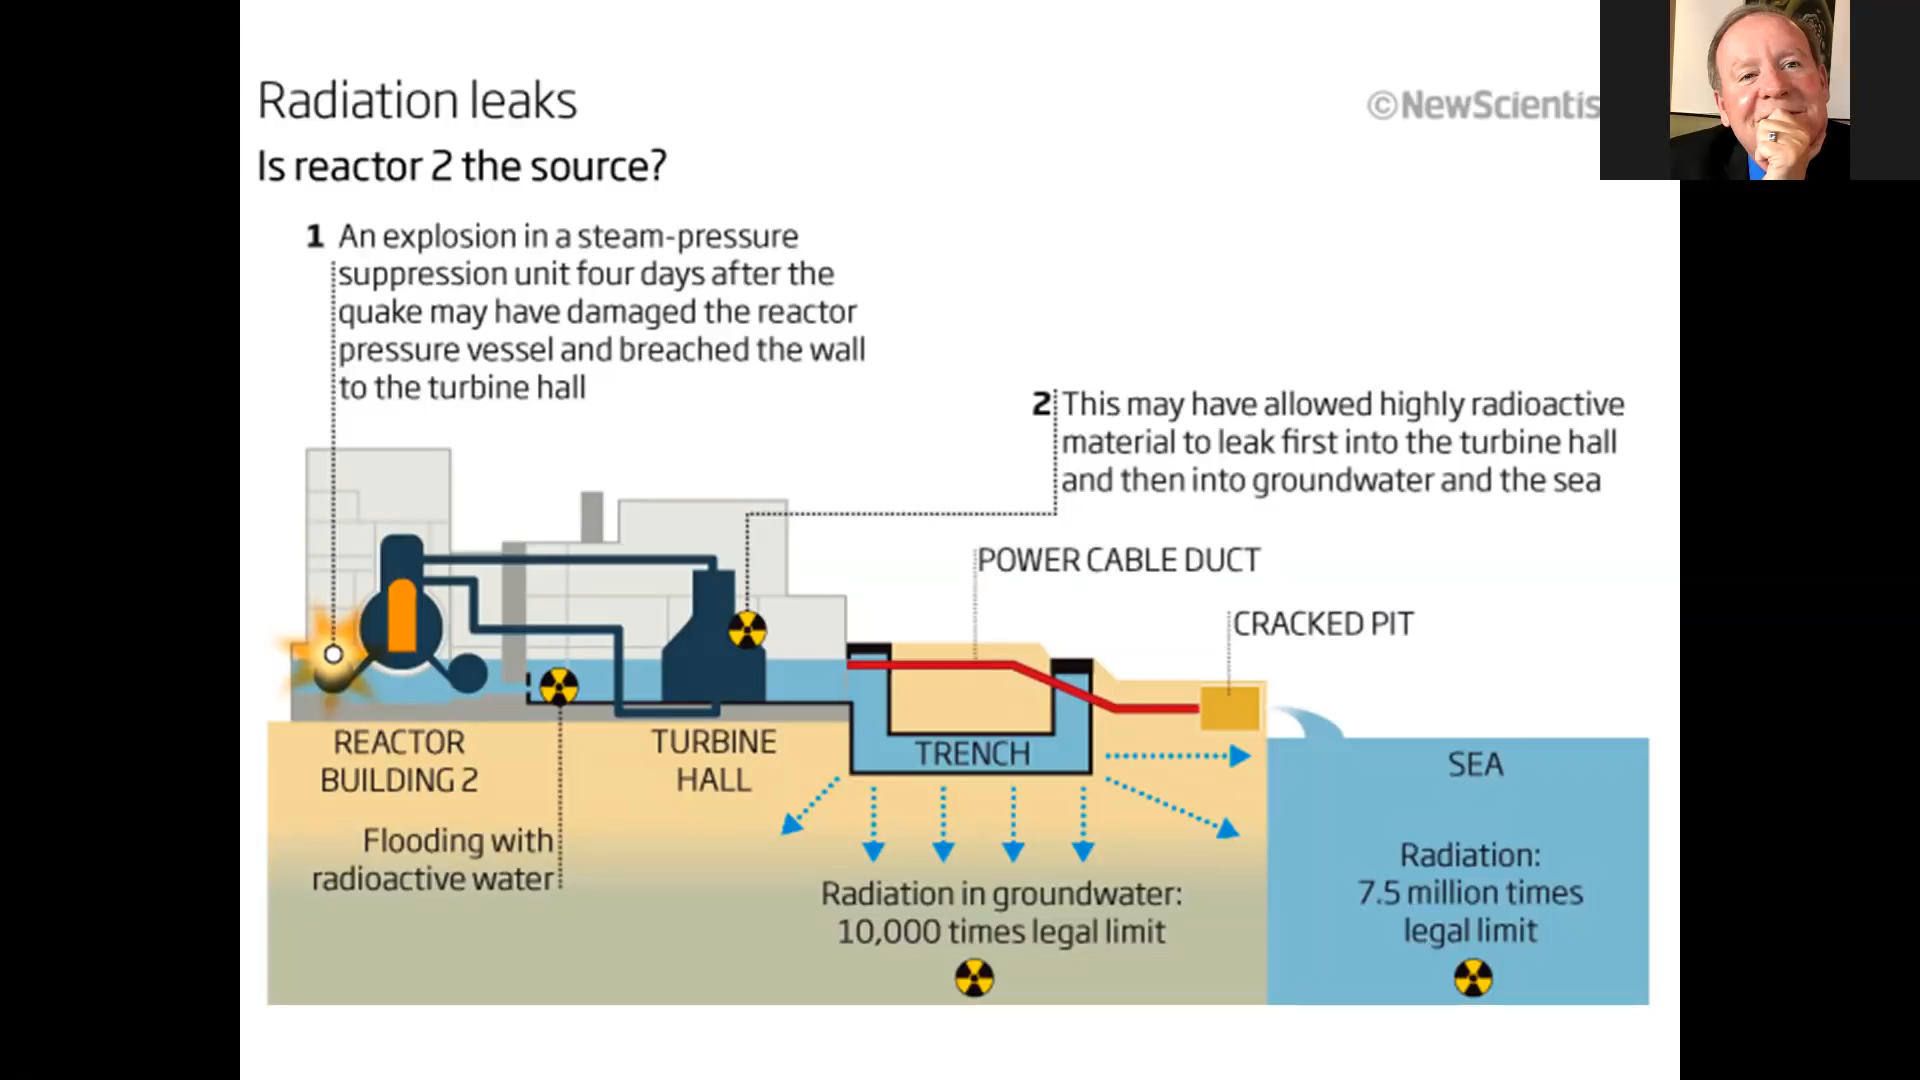 Radiation leaks
©NewScientis
Is reactor 2 the source?
1 An explosion in a steam-pressure
suppression unit four days after the
quake may have damaged the reactor
pressure vessel and breached the wall
to the turbine hall
2 This may have allowed highly radioactive
material to leak first into the turbine hall
and then into groundwater and the sea
POWER CABLE DUCT
CRACKED PIT
REACTOR
BUILDING 2
TURBINE
HALL
TRENCH
SEA
Flooding with
radioactive water
Radiation in groundwater:
10,000 times legal limit
Radiation:
7.5 million times
legal limit